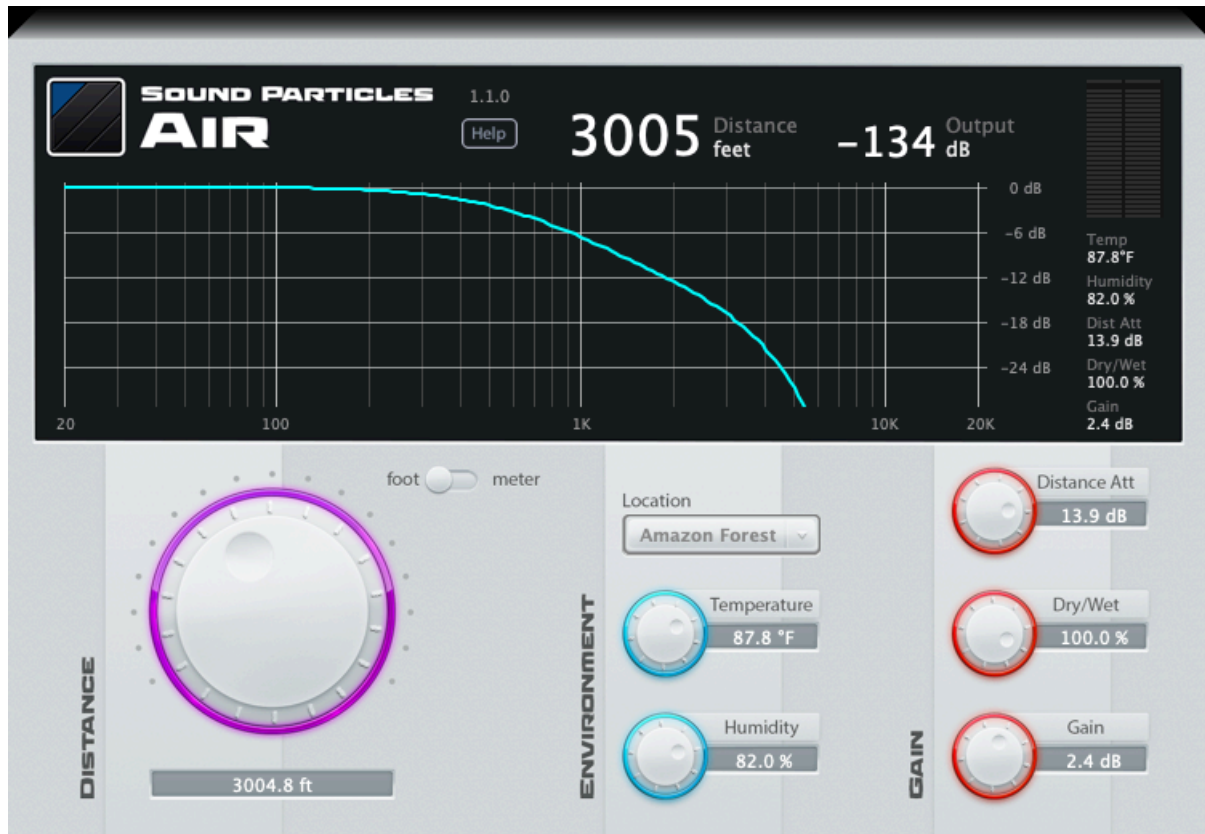 SOUND PARTICLES
AIR
1.1.0
Help
3005 Distance feet
-134 Output dB
0 dB
-6 dB
-12 dB
-18 dB
-24 dB
20 100 1K 10K 20K
Temp
87.8°F
Humidity
82.0 %
Dist Att
13.9 dB
Dry/Wet
100.0 %
Gain
2.4 dB
DISTANCE
foot meter
3004.8 ft
ENVIRONMENT
Location
Amazon Forest
Temperature
87.8 °F
Humidity
82.0 %
GAIN
Distance Att
13.9 dB
Dry/Wet
100.0 %
Gain
2.4 dB